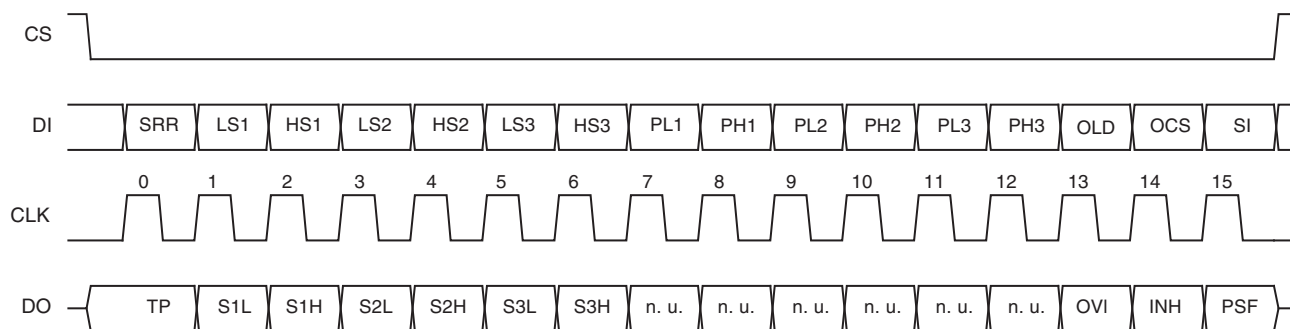 CS
DI SRR LS1 HS1 LS2 HS2 LS3 HS3 PL1 PH1 PL2 PH2 PL3 PH3 OLD OCS SI
0 1 2 3 4 5 6 7 8 9 10 11 12 13 14 15
CLK
DO TP S1L S1H S2L S2H S3L S3H n. u. n. u. n. u. n. u. n. u. n. u. OVI INH PSF